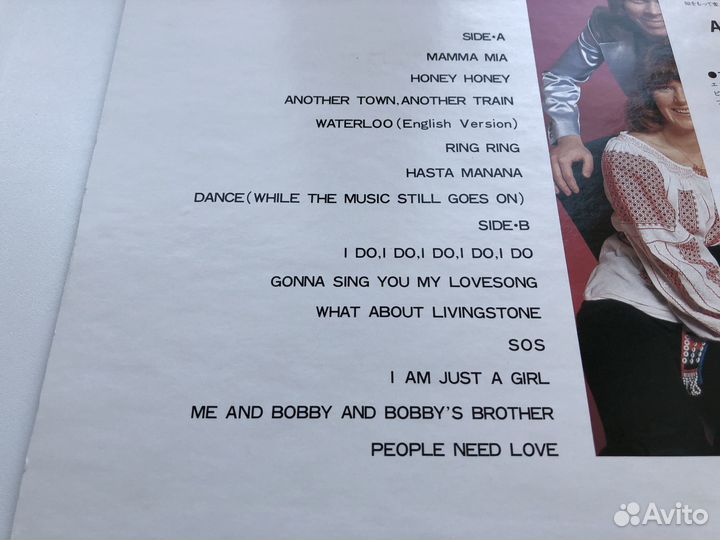 SIDE•A
MAMMA MIA
HONEY HONEY
ANOTHER TOWN, ANOTHER TRAIN
WATERLOO (English Version)
RING RING
HASTA MANANA
DANCE (WHILE THE MUSIC STILL GOES ON)
SIDE•B
I DO, I DO, I DO, I DO, I DO
GONNA SING YOU MY LOVESONG
WHAT ABOUT LIVINGSTONE
SOS
I AM JUST A GIRL
ME AND BOBBY AND BOBBY'S BROTHER
PEOPLE NEED LOVE
Avito